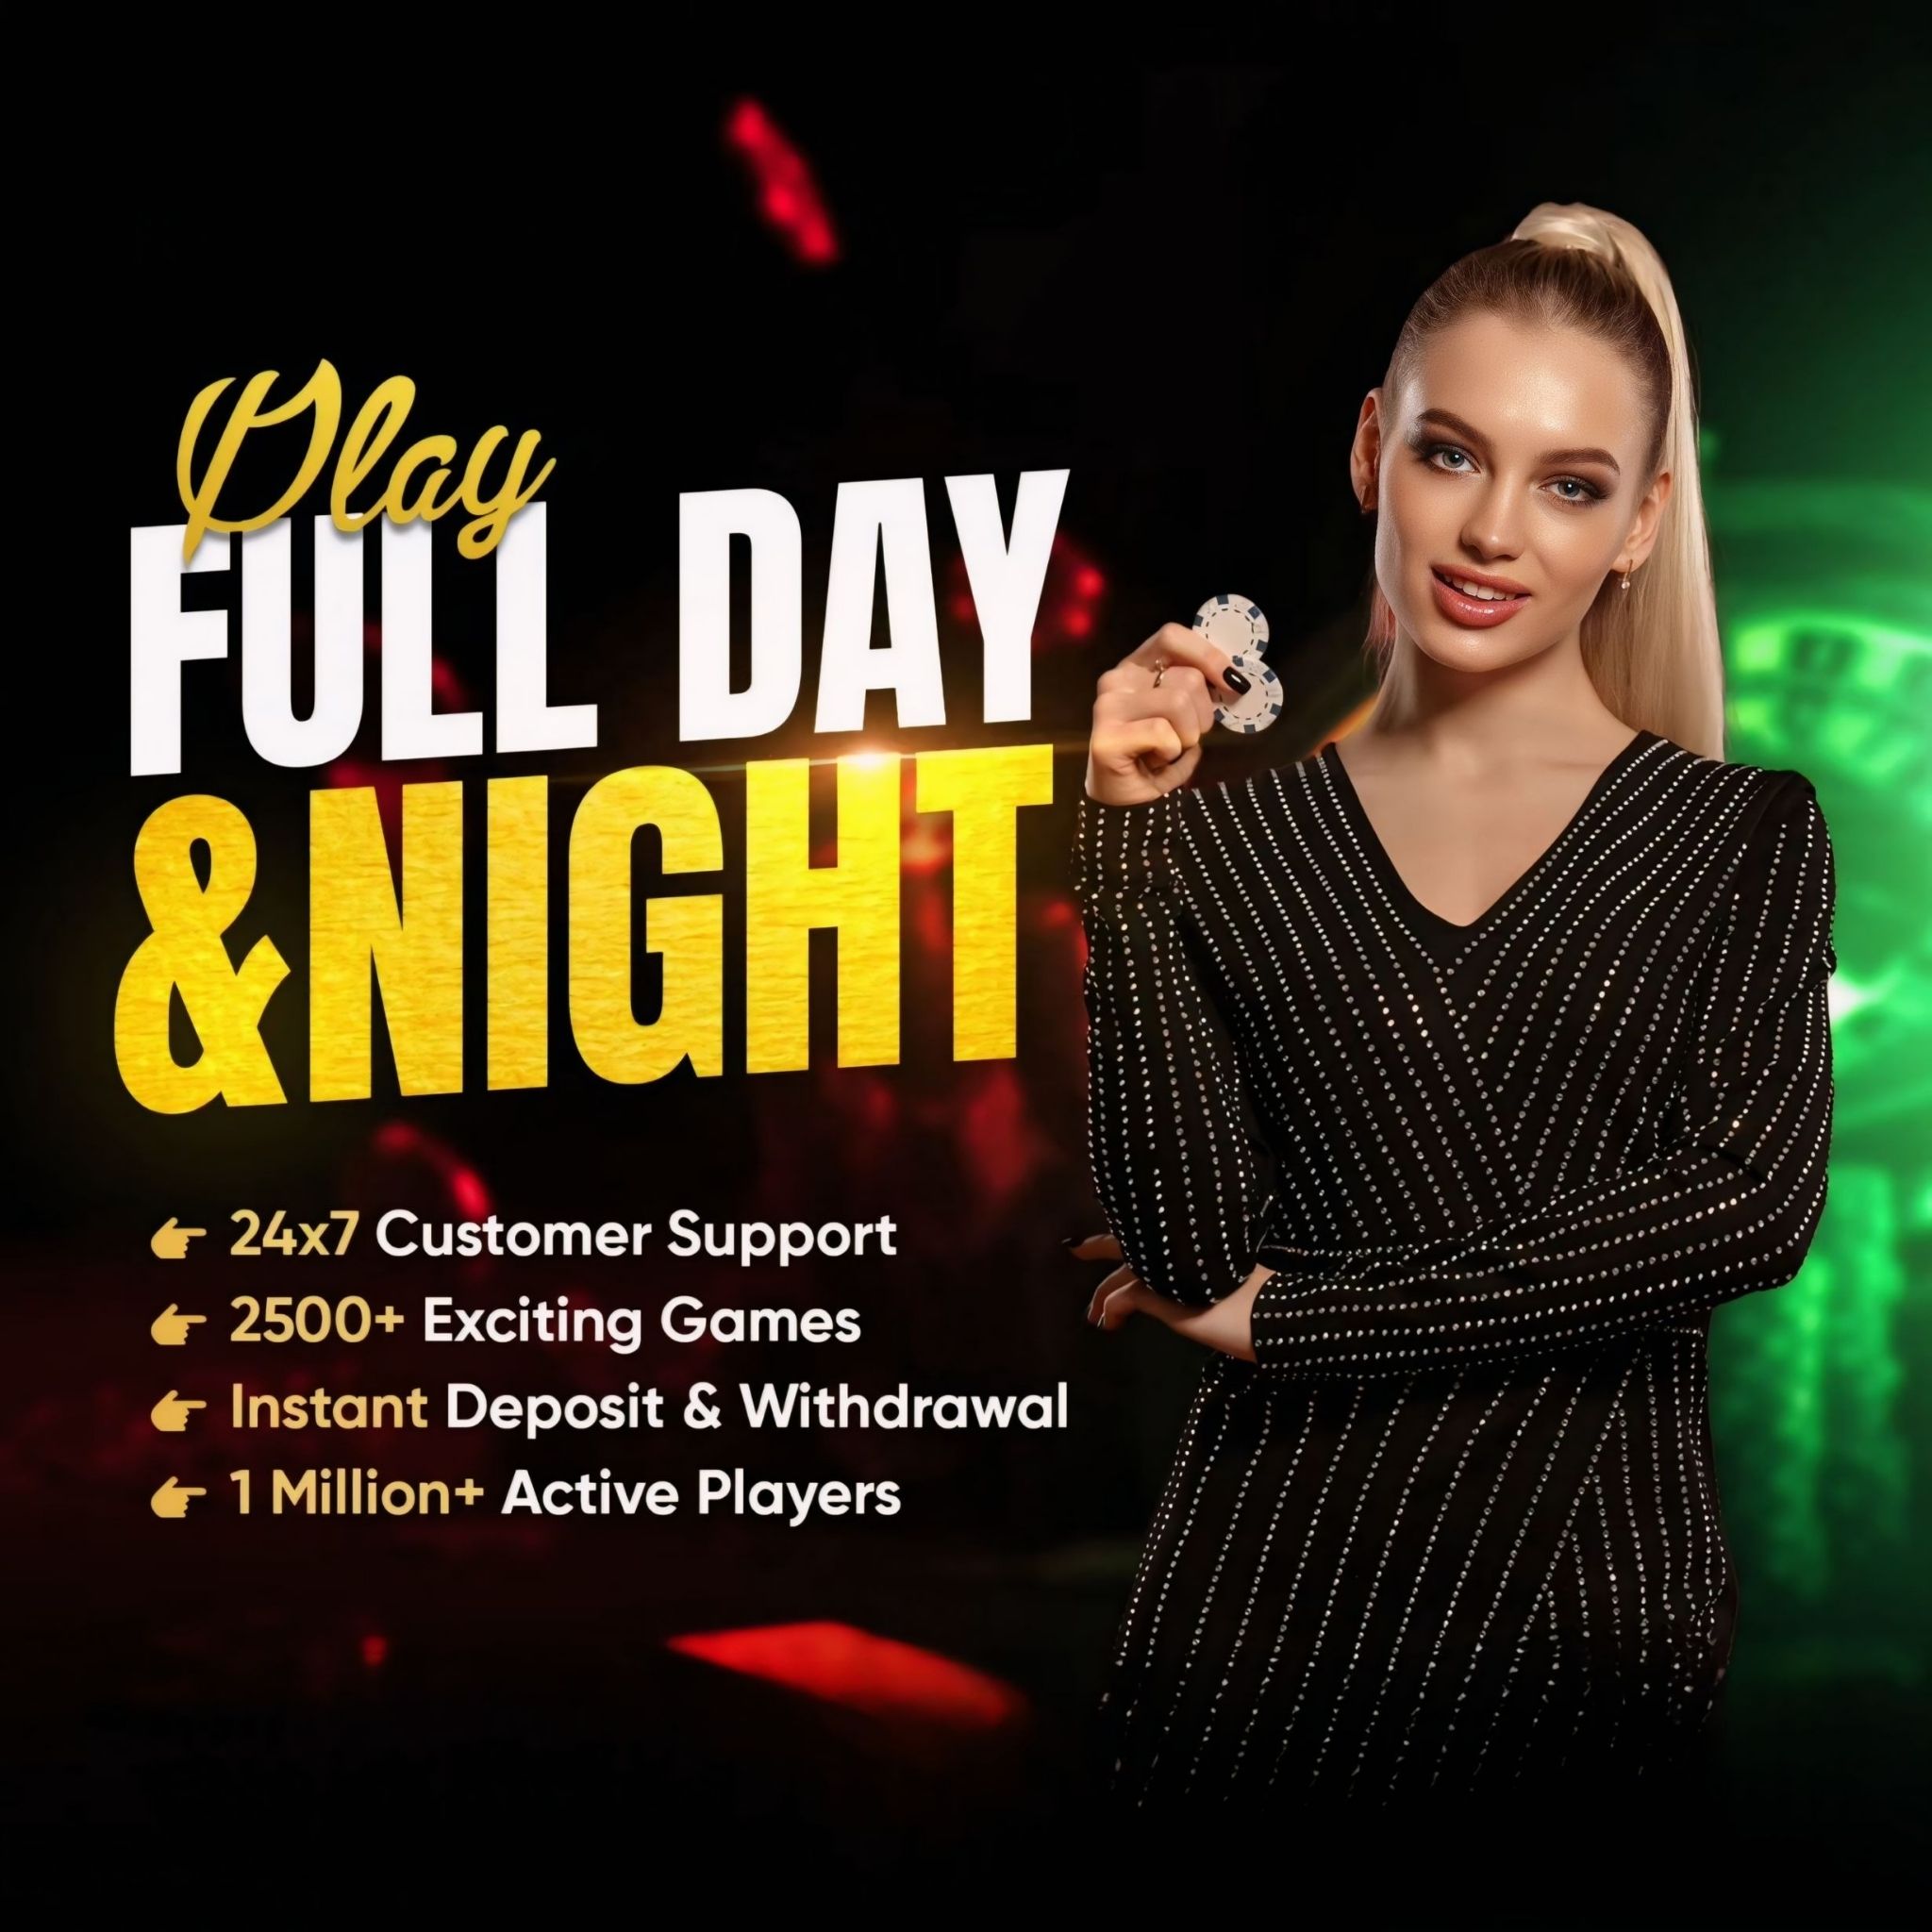 Play
FULL DAY
&NIGHT
24x7 Customer Support
2500+ Exciting Games
Instant Deposit & Withdrawal
1 Million+ Active Players